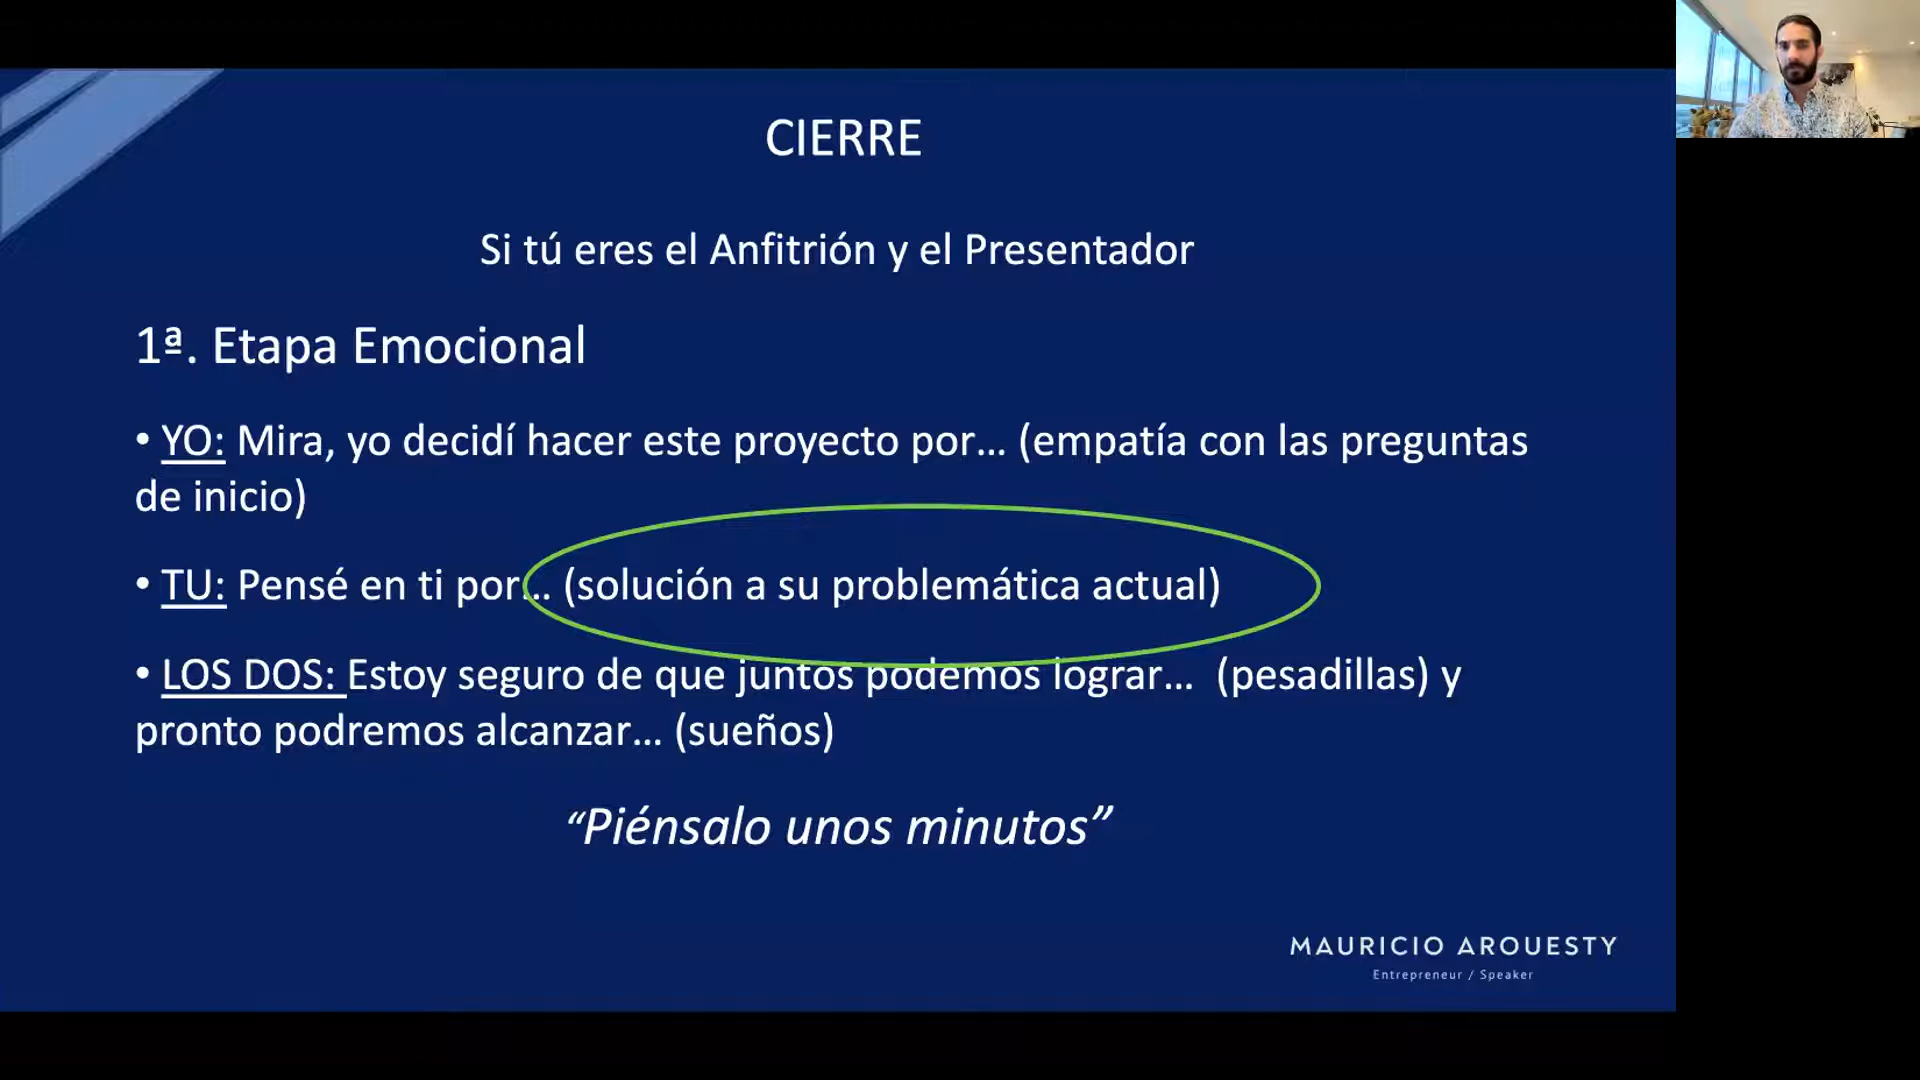 CIERRE
Si tú eres el Anfitrión y el Presentador
1ª. Etapa Emocional
• YO: Mira, yo decidí hacer este proyecto por... (empatía con las preguntas
de inicio)
• TU: Pensé en ti por... (solución a su problemática actual)
• LOS DOS: Estoy seguro de que juntos podemos lograr... (pesadillas) y
pronto podremos alcanzar... (sueños)
“Piénsalo unos minutos”
MAURICIO AROUESTY
Entrepreneur / Speaker